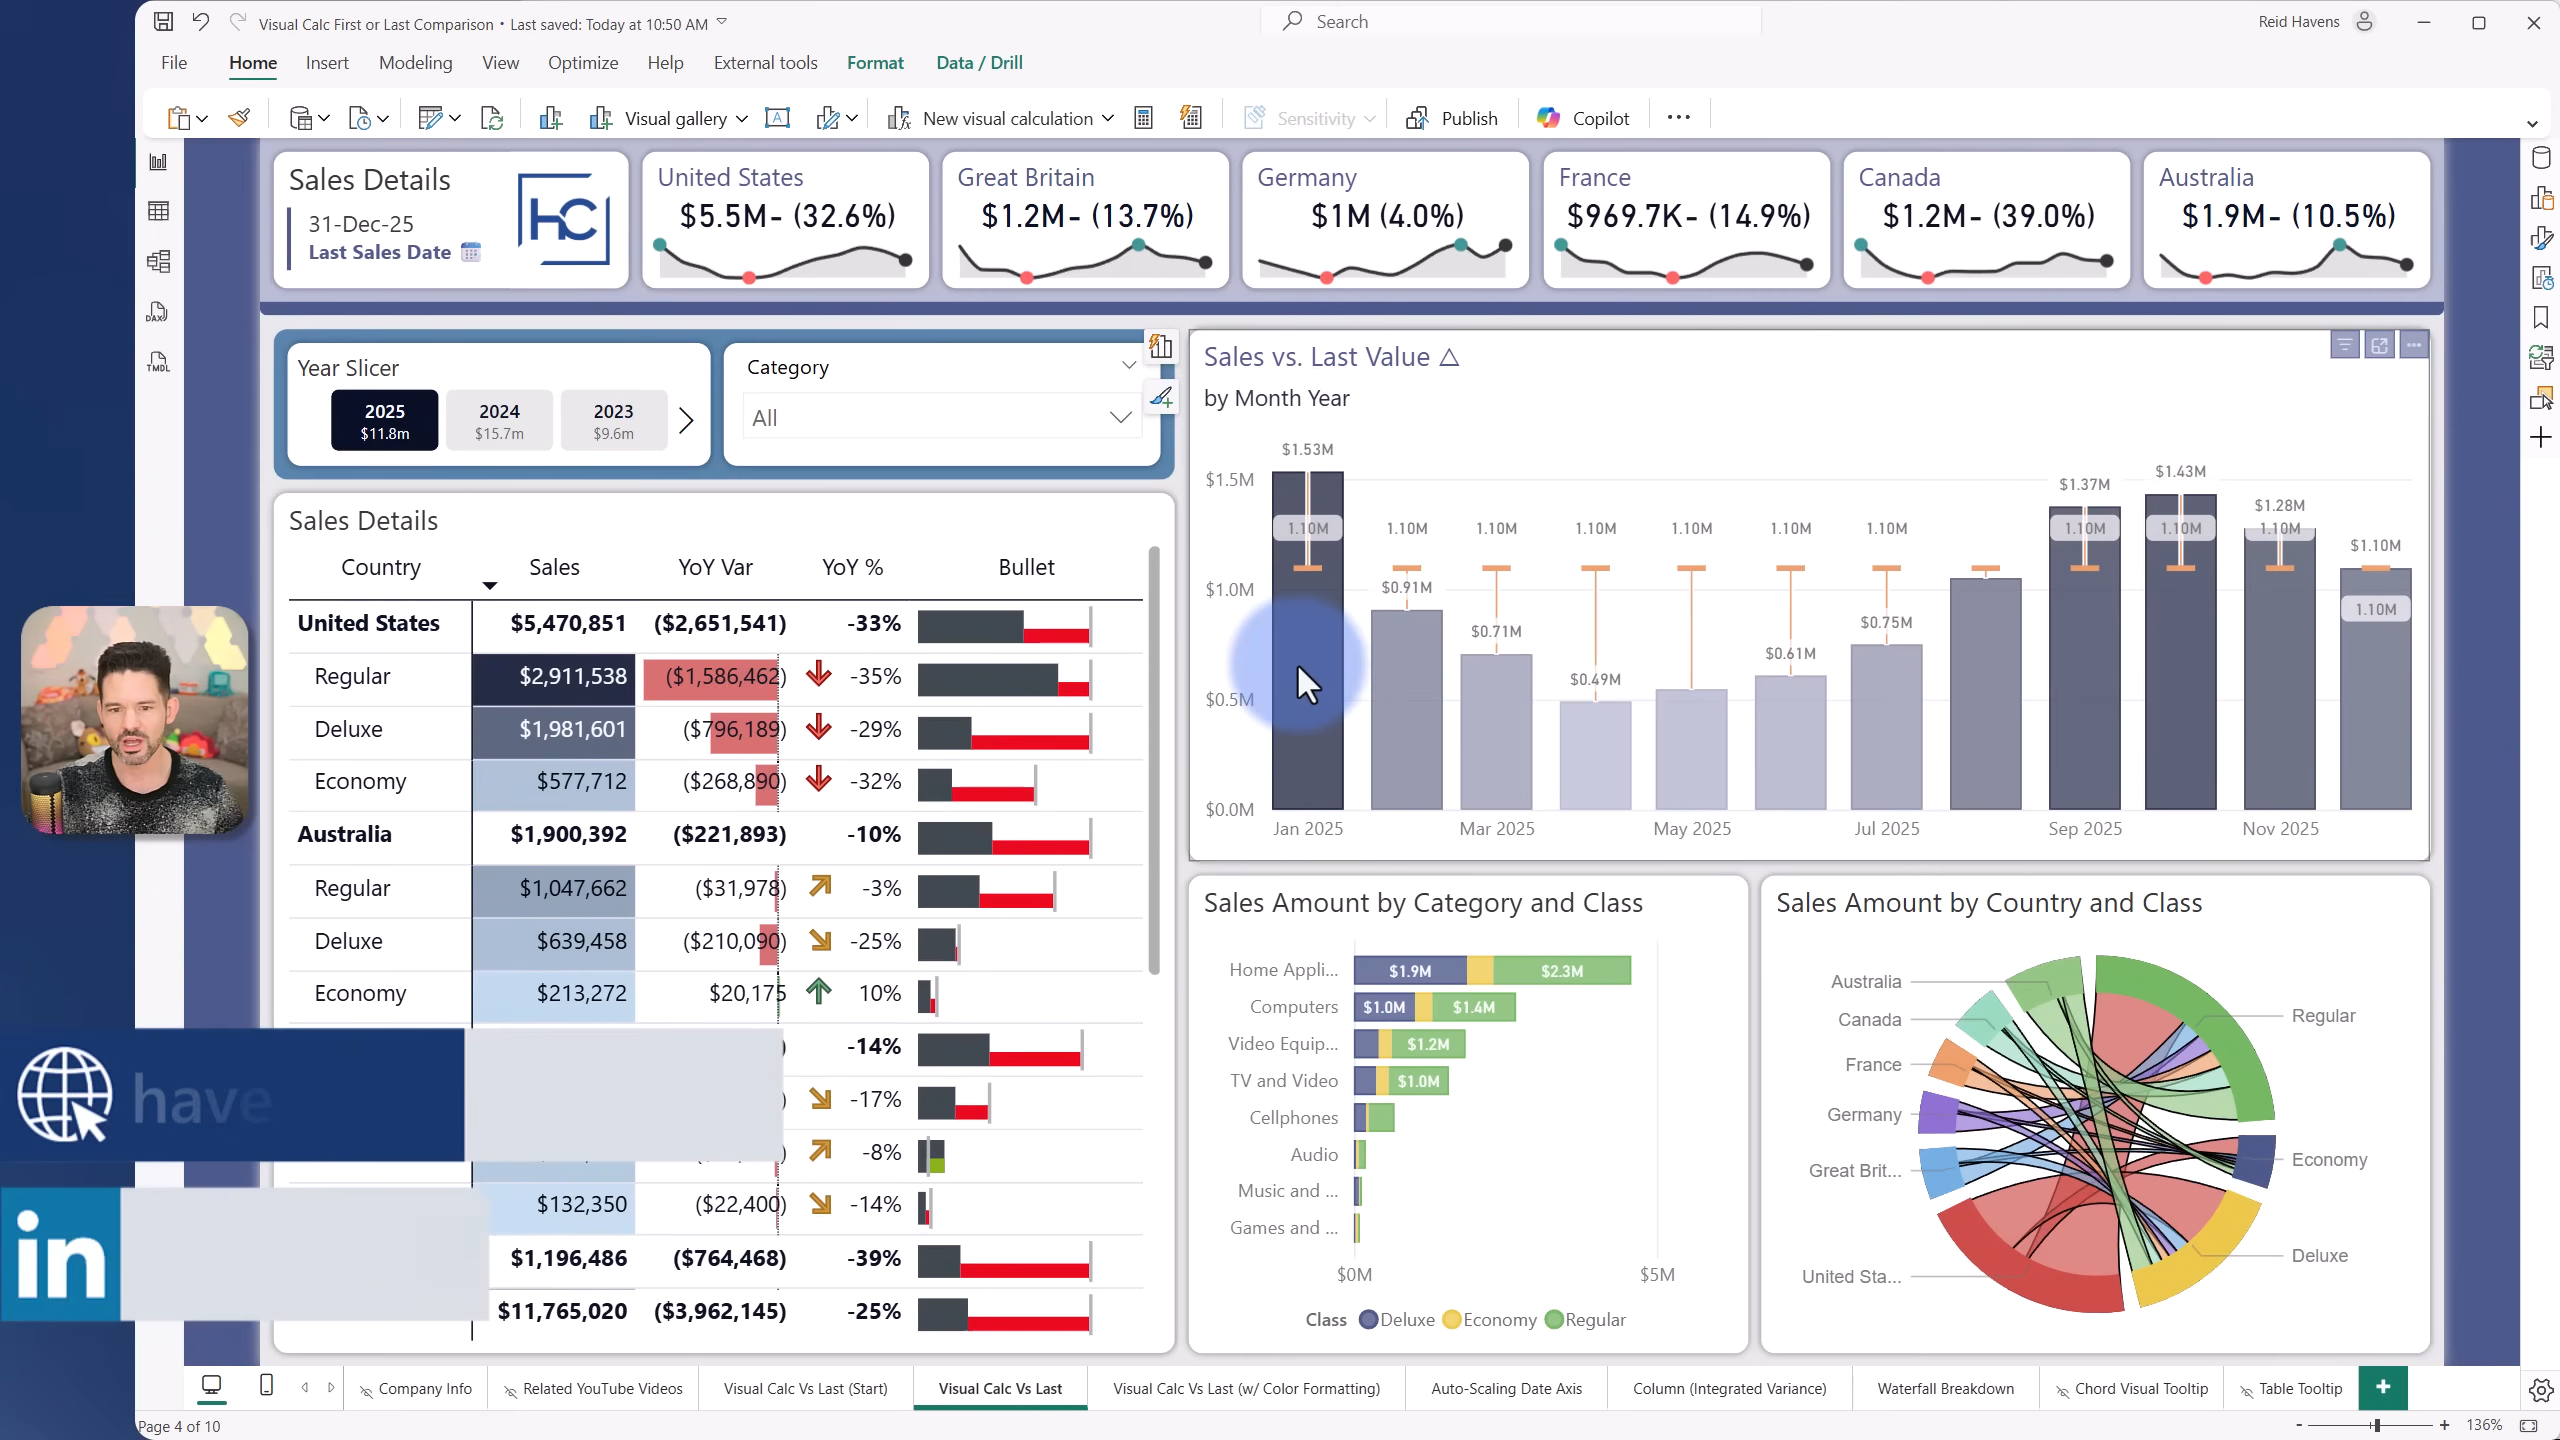 Visual Calc First or Last Comparison • Last saved: Today at 10:50 AM
Search
Reid Havens
File
Home
Insert
Modeling
View
Optimize
Help
External tools
Format
Data / Drill
Visual gallery
New visual calculation
Sensitivity
Publish
Copilot
Sales Details
31-Dec-25
Last Sales Date
hC
United States
$5.5M- (32.6%)
Great Britain
$1.2M- (13.7%)
Germany
$1M (4.0%)
France
$969.7K- (14.9%)
Canada
$1.2M- (39.0%)
Australia
$1.9M- (10.5%)
DAX
TMDL
Year Slicer
2025
$11.8m
2024
$15.7m
2023
$9.6m
Category
All
Sales vs. Last Value △
by Month Year
$1.5M
$1.0M
$0.5M
$0.0M
$1.53M
$1.37M
$1.43M
$1.28M
$1.10M
1.10M 1.10M 1.10M 1.10M 1.10M 1.10M 1.10M 1.10M 1.10M 1.10M
$0.91M
$0.71M
$0.49M
$0.61M
$0.75M
1.10M
Jan 2025 Mar 2025 May 2025 Jul 2025 Sep 2025 Nov 2025
Sales Details
Country Sales YoY Var YoY % Bullet
United States $5,470,851 ($2,651,541) -33%
Regular $2,911,538 ($1,586,462) -35%
Deluxe $1,981,601 ($796,189) -29%
Economy $577,712 ($268,890) -32%
Australia $1,900,392 ($221,893) -10%
Regular $1,047,662 ($31,978) -3%
Deluxe $639,458 ($210,090) -25%
Economy $213,272 $20,175 10%
) -14%
) -17%
) -8%
$132,350 ($22,400) -14%
$1,196,486 ($764,468) -39%
$11,765,020 ($3,962,145) -25%
have
in
Sales Amount by Category and Class
Home Appli... $1.9M $2.3M
Computers $1.0M $1.4M
Video Equip... $1.2M
TV and Video $1.0M
Cellphones
Audio
Music and ...
Games and ...
$0M $5M
Class Deluxe Economy Regular
Sales Amount by Country and Class
Australia
Canada
France
Germany
Great Brit...
United Sta...
Regular
Economy
Deluxe
Company Info
Related YouTube Videos
Visual Calc Vs Last (Start)
Visual Calc Vs Last
Visual Calc Vs Last (w/ Color Formatting)
Auto-Scaling Date Axis
Column (Integrated Variance)
Waterfall Breakdown
Chord Visual Tooltip
Table Tooltip
Page 4 of 10
136%